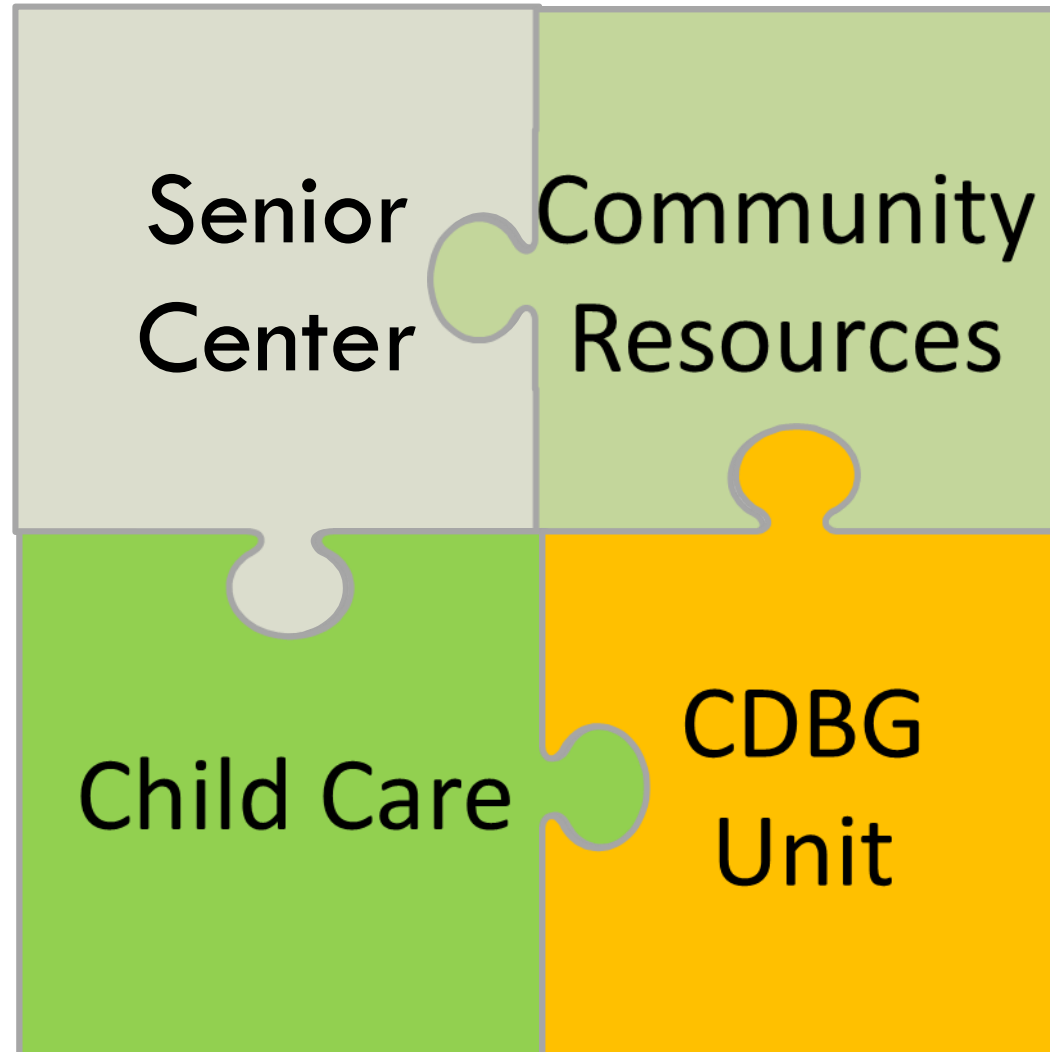 Senior
Center
Community
Resources
Child Care
CDBG
Unit